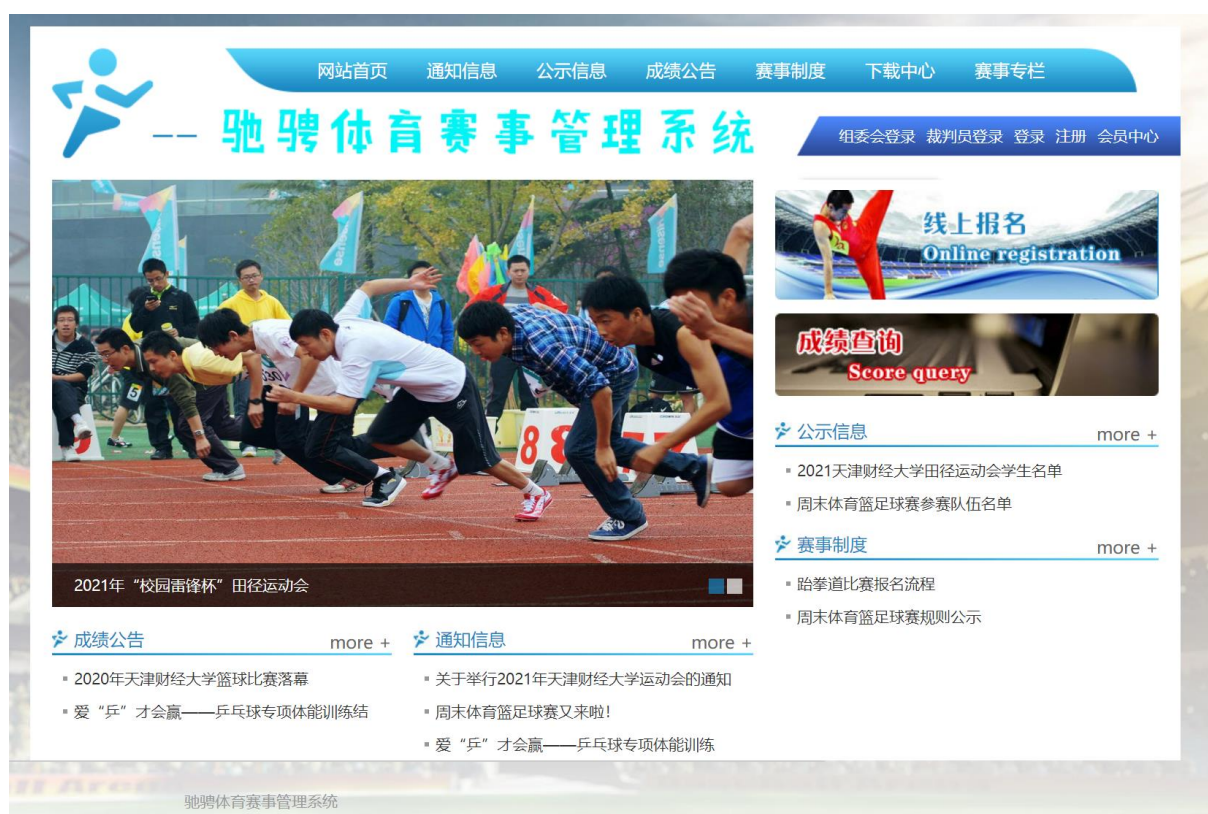 网站首页 通知信息 公示信息 成绩公告 赛事制度 下载中心 赛事专栏
-- 驰骋体育赛事管理系统
组委会登录 裁判员登录 登录 注册 会员中心
线上报名
Online registration
成绩查询
Score query
8 8
2021年“校园雷锋杯”田径运动会
公示信息 more +
2021天津财经大学田径运动会学生名单
周末体育篮足球赛参赛队伍名单
赛事制度 more +
跆拳道比赛报名流程
周末体育篮足球赛规则公示
成绩公告 more +
2020年天津财经大学篮球比赛落幕
爱“乒”才会赢——乒乓球专项体能训练结
通知信息 more +
关于举行2021年天津财经大学运动会的通知
周末体育篮足球赛又来啦!
爱“乒”才会赢——乒乓球专项体能训练
驰骋体育赛事管理系统